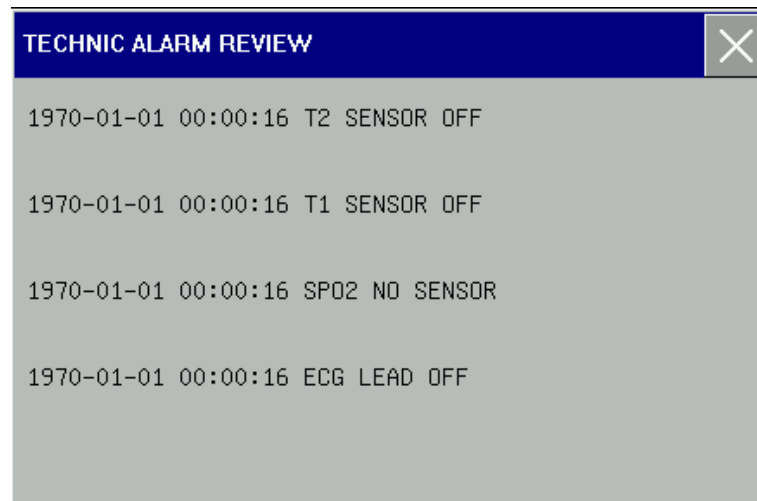 TECHNIC ALARM REVIEW
1970-01-01 00:00:16 T2 SENSOR OFF
1970-01-01 00:00:16 T1 SENSOR OFF
1970-01-01 00:00:16 SPO2 NO SENSOR
1970-01-01 00:00:16 ECG LEAD OFF